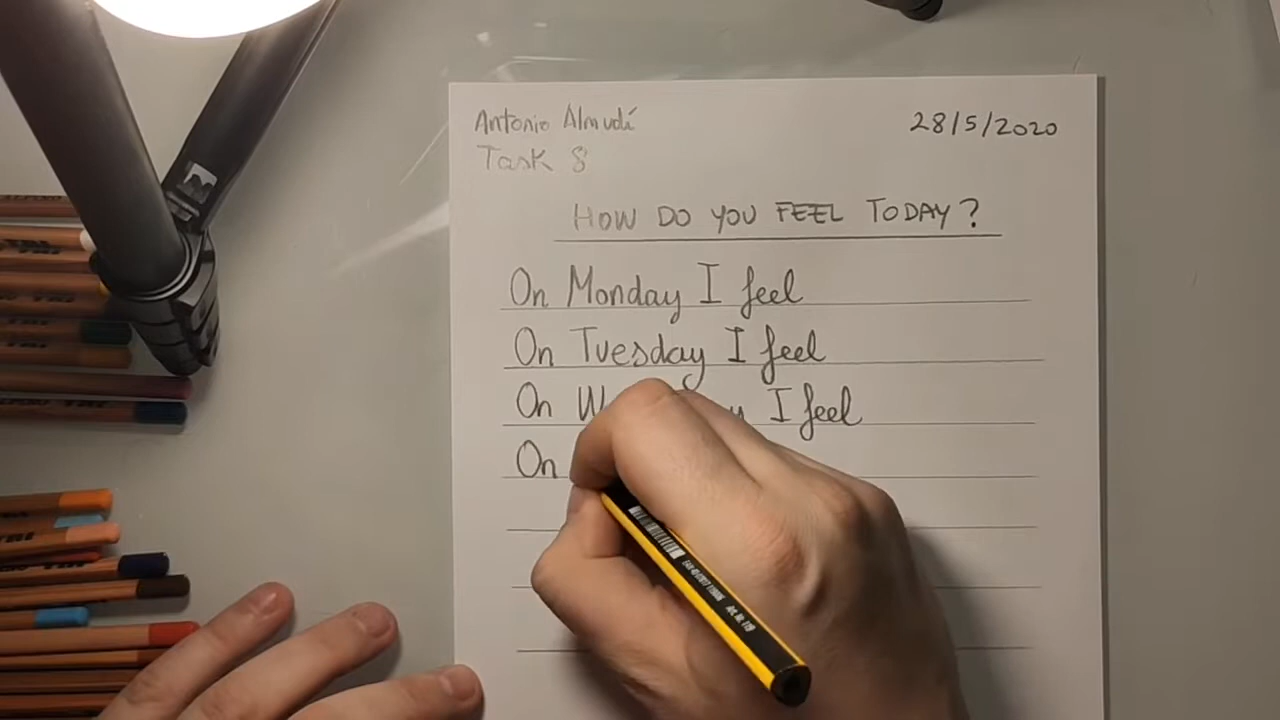 Antonio Almudí
28/5/2020
Task 8
HOW DO YOU FEEL TODAY?
On Monday I feel
On Tuesday I feel
On I feel
On